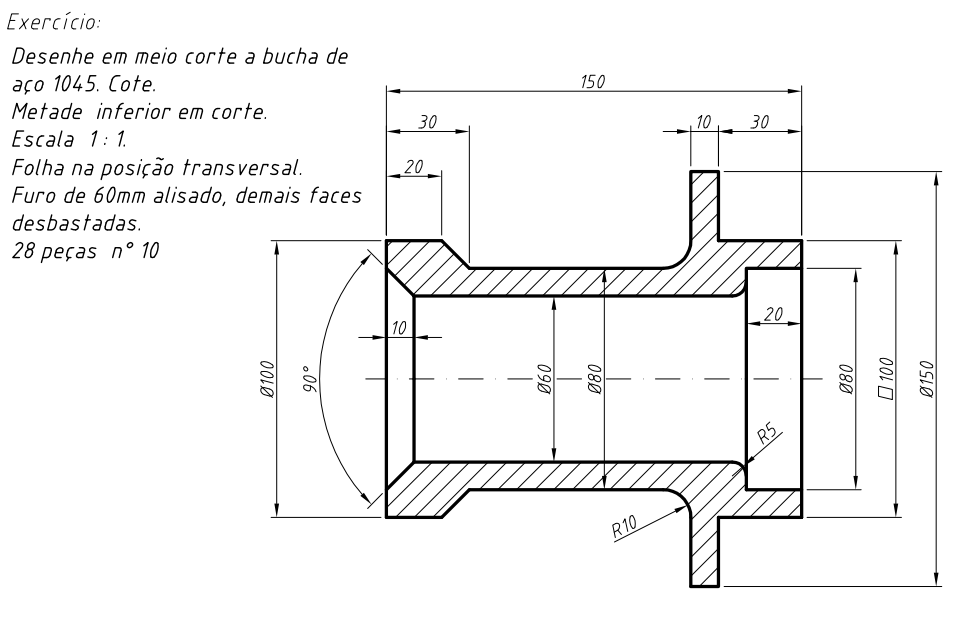 Exercício:
Desenhe em meio corte a bucha de
aço 1045. Cote.
Metade inferior em corte.
Escala 1 : 1.
Folha na posição transversal.
Furo de 60mm alisado, demais faces
desbastadas.
28 peças n° 10
150
30
10
30
20
10
20
Ø100
90°
Ø60
Ø80
Ø80
□100
Ø150
R5
R10